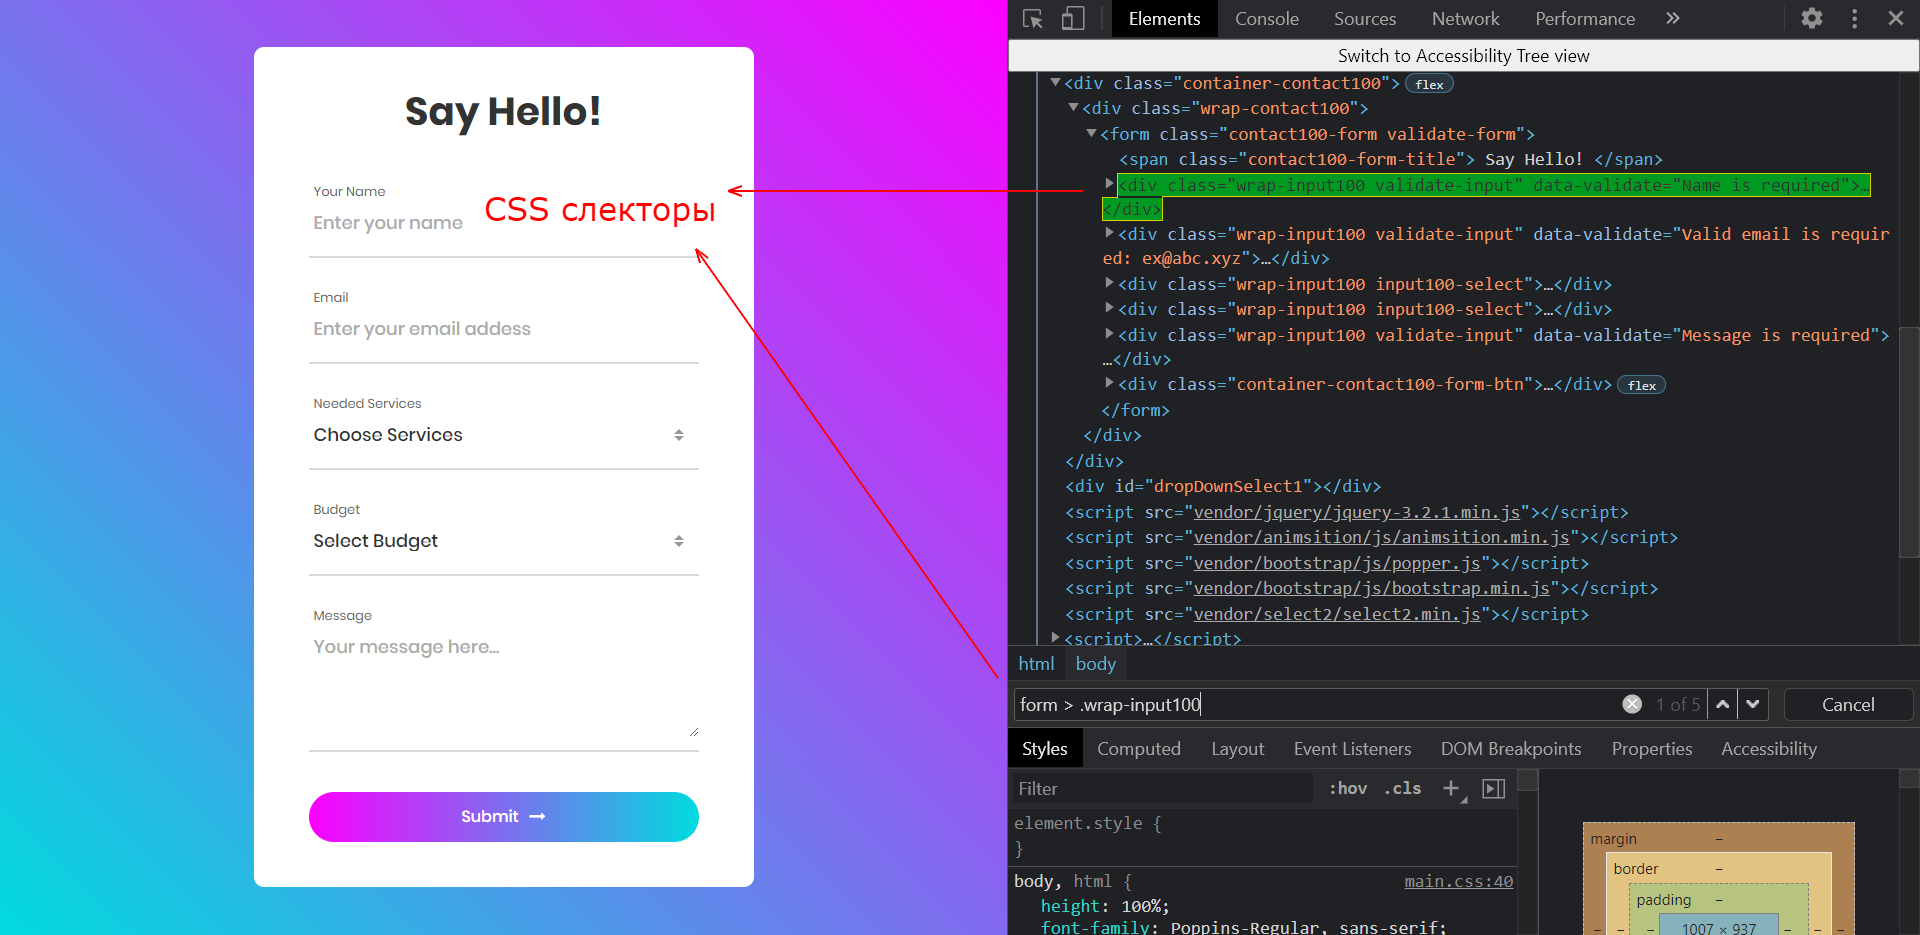 Say Hello!
Your Name
Enter your name
CSS слекторы
Email
Enter your email addess
Needed Services
Choose Services
Budget
Select Budget
Message
Your message here...
Submit
Elements Console Sources Network Performance
Switch to Accessibility Tree view
<div class="container-contact100"> flex
<div class="wrap-contact100">
<form class="contact100-form validate-form">
<span class="contact100-form-title"> Say Hello! </span>
<div class="wrap-input100 validate-input" data-validate="Name is required">…
</div>
<div class="wrap-input100 validate-input" data-validate="Valid email is requir
ed: ex@abc.xyz">…</div>
<div class="wrap-input100 input100-select">…</div>
<div class="wrap-input100 input100-select">…</div>
<div class="wrap-input100 validate-input" data-validate="Message is required">
…</div>
<div class="container-contact100-form-btn">…</div> flex
</form>
</div>
</div>
<div id="dropDownSelect1"></div>
<script src="vendor/jquery/jquery-3.2.1.min.js"></script>
<script src="vendor/animsition/js/animsition.min.js"></script>
<script src="vendor/bootstrap/js/popper.js"></script>
<script src="vendor/bootstrap/js/bootstrap.min.js"></script>
<script src="vendor/select2/select2.min.js"></script>
<script>…</script>
html body
form > .wrap-input100 1 of 5 Cancel
Styles Computed Layout Event Listeners DOM Breakpoints Properties Accessibility
Filter :hov .cls +
element.style {
}
body, html { main.css:40
height: 100%;
font-family: Poppins-Regular, sans-serif;
margin –
border –
padding –
– – – 1007 × 937 – – –